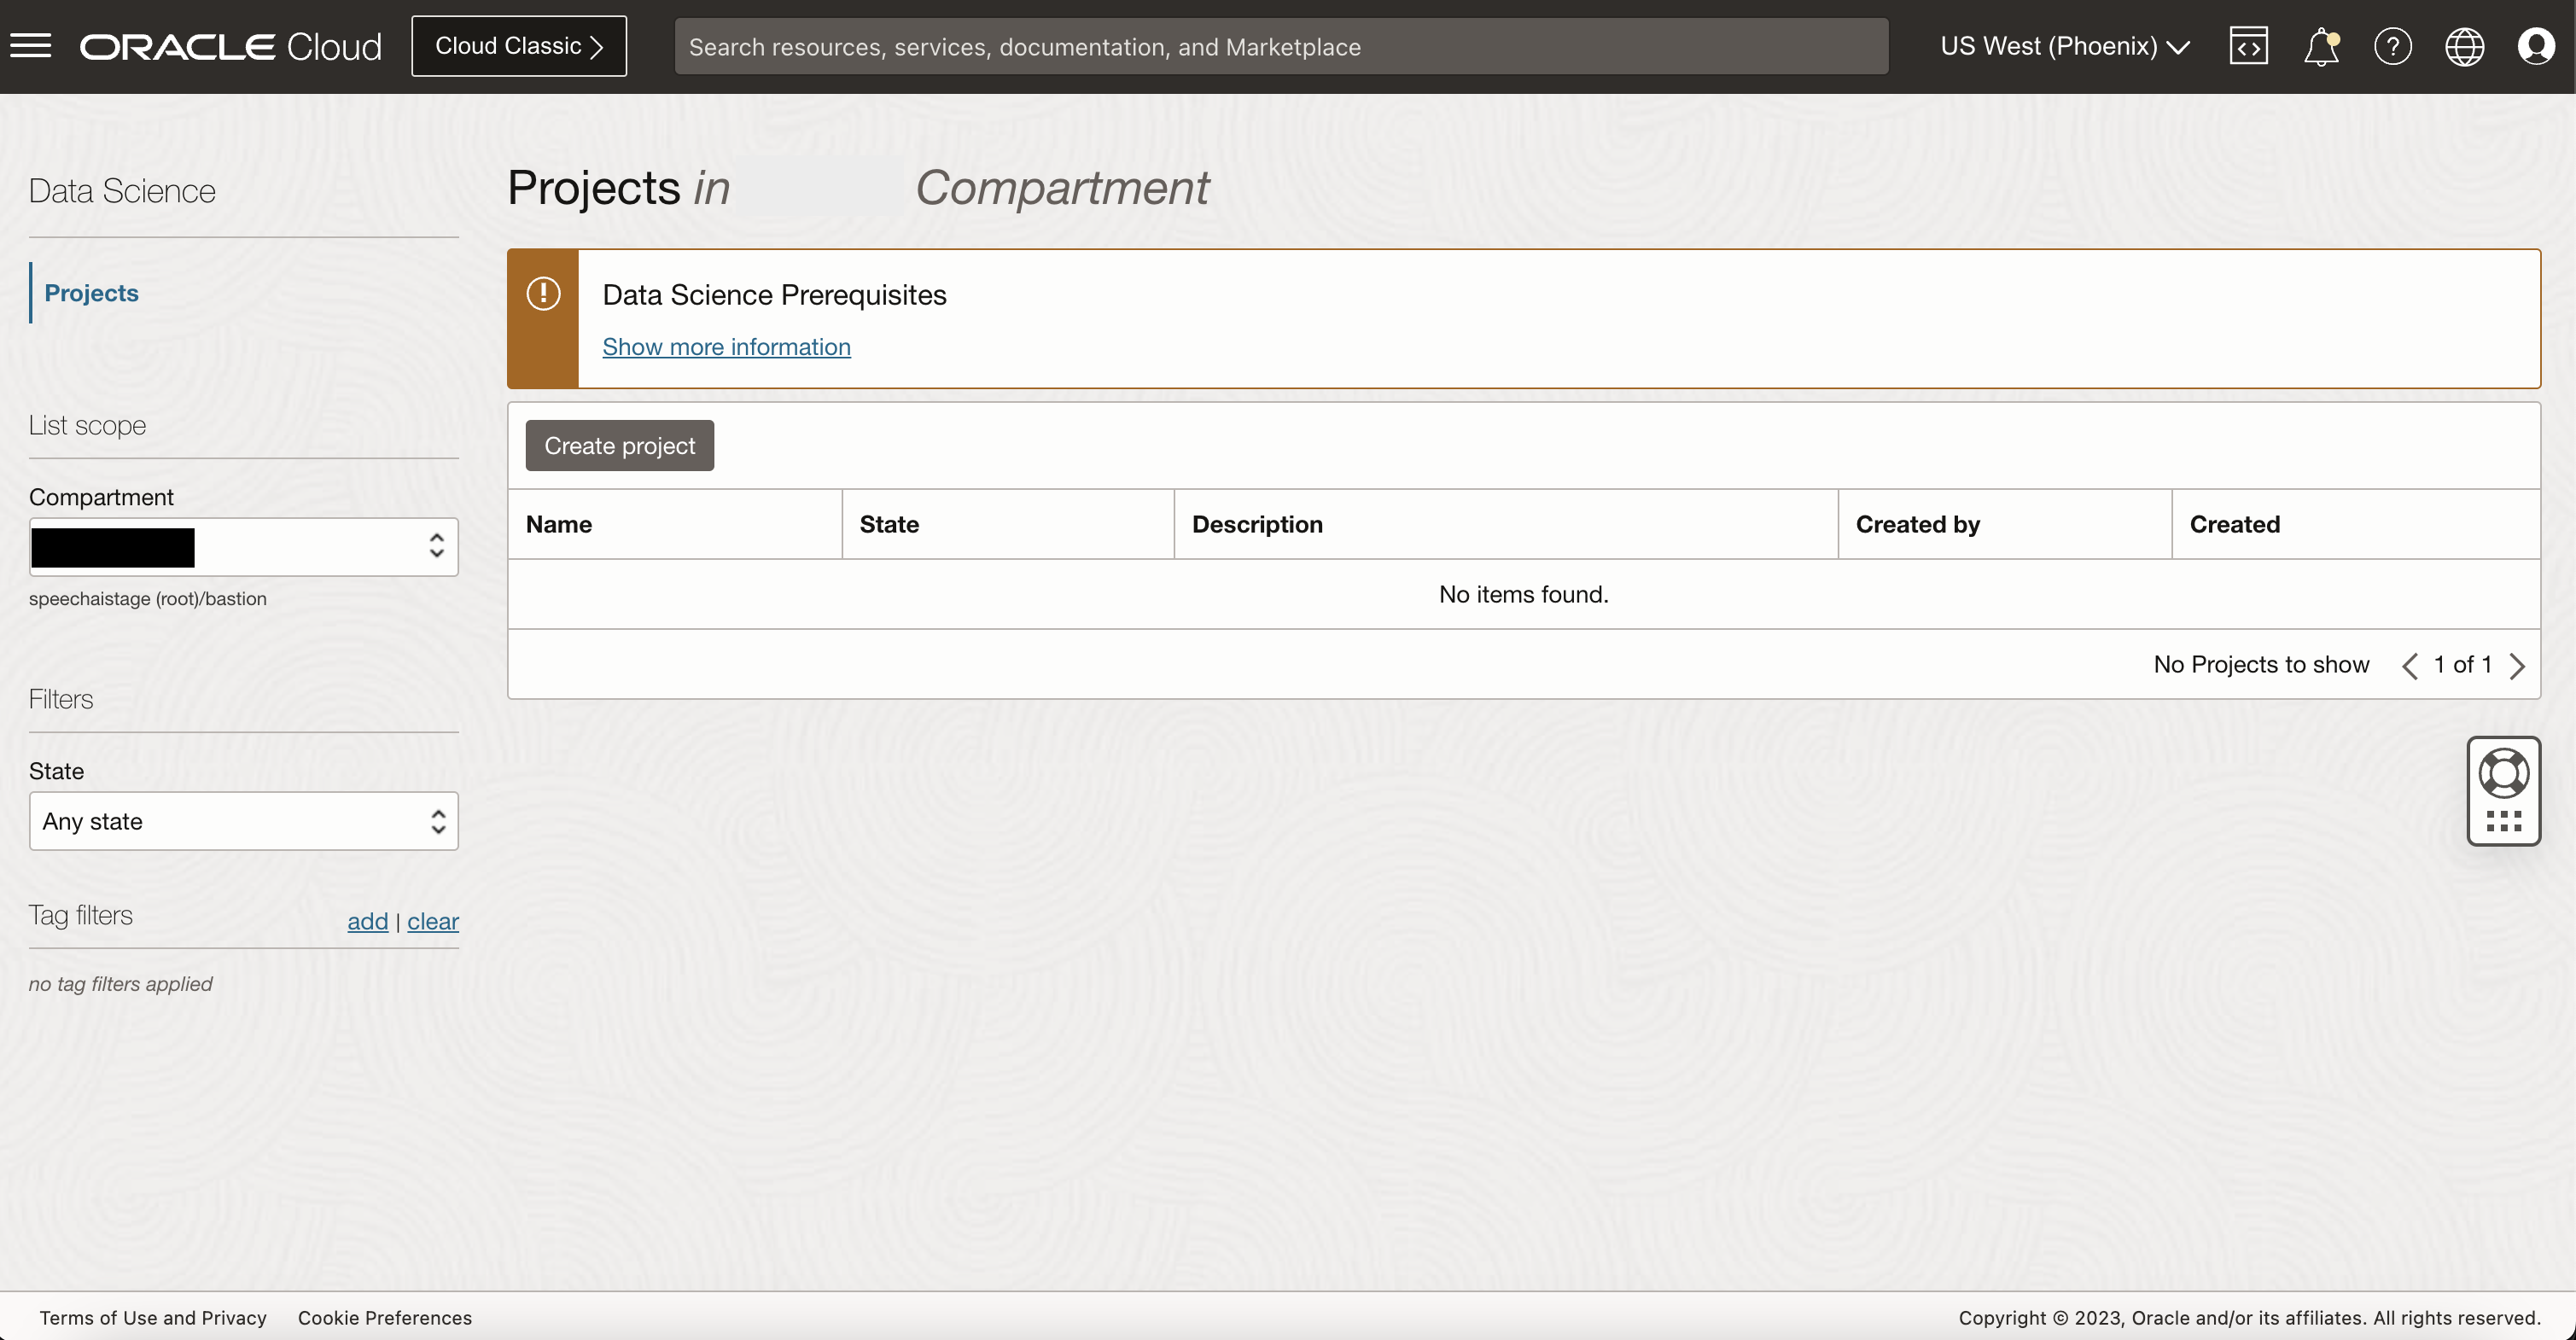 ORACLE Cloud
Cloud Classic
Search resources, services, documentation, and Marketplace
US West (Phoenix)
Data Science
Projects
List scope
Compartment
speechaistage (root)/bastion
Filters
State
Any state
Tag filters
add | clear
no tag filters applied
Projects in Compartment
Data Science Prerequisites
Show more information
Create project
Name State Description Created by Created
No items found.
No Projects to show 1 of 1
Terms of Use and Privacy Cookie Preferences
Copyright © 2023, Oracle and/or its affiliates. All rights reserved.